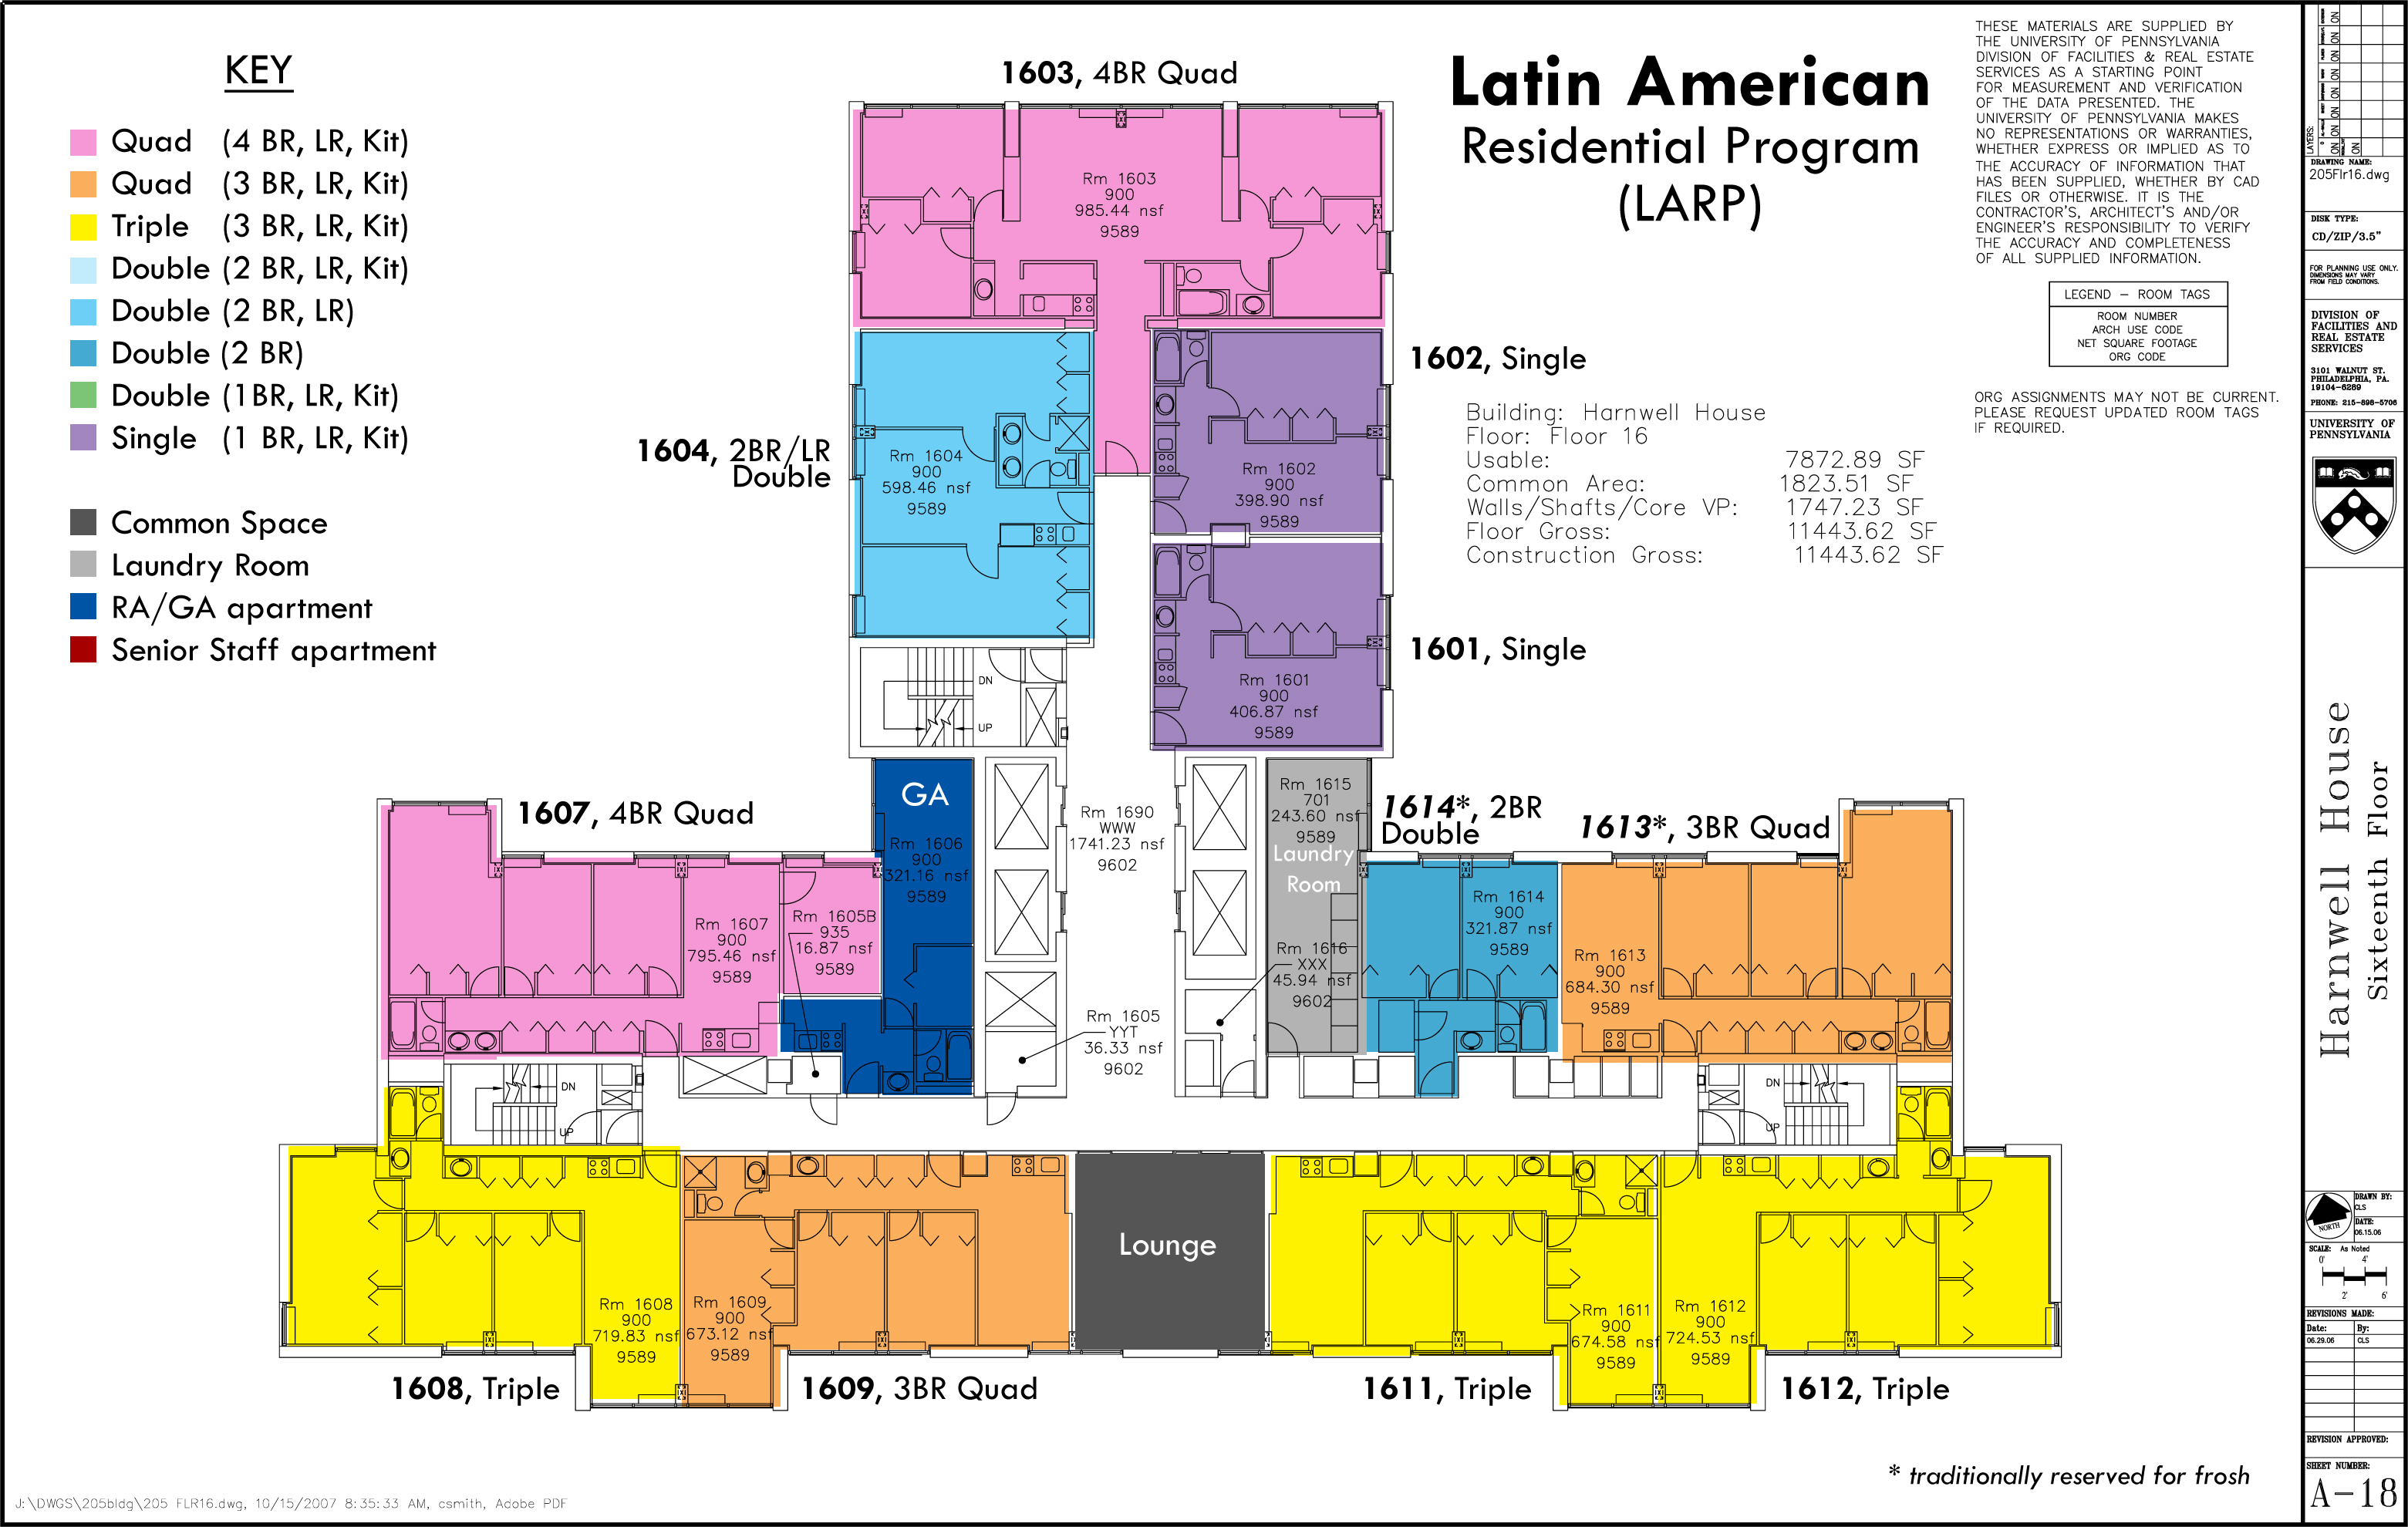 KEY
Quad (4 BR, LR, Kit)
Quad (3 BR, LR, Kit)
Triple (3 BR, LR, Kit)
Double (2 BR, LR, Kit)
Double (2 BR, LR)
Double (2 BR)
Double (1BR, LR, Kit)
Single (1 BR, LR, Kit)
Common Space
Laundry Room
RA/GA apartment
Senior Staff apartment
Latin American
Residential Program
(LARP)
1603, 4BR Quad
Rm 1603
900
985.44 nsf
9589
1604, 2BR/LR
Double
Rm 1604
900
598.46 nsf
9589
1602, Single
Rm 1602
900
398.90 nsf
9589
1601, Single
Rm 1601
900
406.87 nsf
9589
Building: Harnwell House
Floor: Floor 16
Usable: 7872.89 SF
Common Area: 1823.51 SF
Walls/Shafts/Core VP: 1747.23 SF
Floor Gross: 11443.62 SF
Construction Gross: 11443.62 SF
DN
UP
GA
Rm 1606
900
321.16 nsf
9589
Rm 1690
WWW
1741.23 nsf
9602
Rm 1615
701
243.60 nsf
9589
Laundry
Room
Rm 1616
XXX
45.94 nsf
9602
Rm 1605
YYT
36.33 nsf
9602
1607, 4BR Quad
Rm 1607
900
795.46 nsf
9589
Rm 1605B
935
16.87 nsf
9589
1614*, 2BR
Double
Rm 1614
900
321.87 nsf
9589
1613*, 3BR Quad
Rm 1613
900
684.30 nsf
9589
DN
UP
DN
UP
Rm 1608
900
719.83 nsf
9589
Rm 1609
900
673.12 nsf
9589
Lounge
Rm 1611
900
674.58 nsf
9589
Rm 1612
900
724.53 nsf
9589
1608, Triple
1609, 3BR Quad
1611, Triple
1612, Triple
* traditionally reserved for frosh
J:\DWGS\205bldg\205 FLR16.dwg, 10/15/2007 8:35:33 AM, csmith, Adobe PDF
THESE MATERIALS ARE SUPPLIED BY
THE UNIVERSITY OF PENNSYLVANIA
DIVISION OF FACILITIES & REAL ESTATE
SERVICES AS A STARTING POINT
FOR MEASUREMENT AND VERIFICATION
OF THE DATA PRESENTED. THE
UNIVERSITY OF PENNSYLVANIA MAKES
NO REPRESENTATIONS OR WARRANTIES,
WHETHER EXPRESS OR IMPLIED AS TO
THE ACCURACY OF INFORMATION THAT
HAS BEEN SUPPLIED, WHETHER BY CAD
FILES OR OTHERWISE. IT IS THE
CONTRACTOR'S, ARCHITECT'S AND/OR
ENGINEER'S RESPONSIBILITY TO VERIFY
THE ACCURACY AND COMPLETENESS
OF ALL SUPPLIED INFORMATION.
LEGEND – ROOM TAGS
ROOM NUMBER
ARCH USE CODE
NET SQUARE FOOTAGE
ORG CODE
ORG ASSIGNMENTS MAY NOT BE CURRENT.
PLEASE REQUEST UPDATED ROOM TAGS
IF REQUIRED.
LAYERS:
ON ON
ON ON ON ON ON ON ON
ON
DRAWING NAME:
205Flr16.dwg
DISK TYPE:
CD/ZIP/3.5"
FOR PLANNING USE ONLY.
DIMENSIONS MAY VARY
FROM FIELD CONDITIONS.
DIVISION OF
FACILITIES AND
REAL ESTATE
SERVICES
3101 WALNUT ST.
PHILADELPHIA, PA.
19104-6289
PHONE: 215-898-5706
UNIVERSITY OF
PENNSYLVANIA
Harnwell House
Sixteenth Floor
NORTH
DRAWN BY:
CLS
DATE:
06.15.06
SCALE: As Noted
0' 4'
2' 6'
REVISIONS MADE:
Date: By:
06.29.06 CLS
REVISION APPROVED:
SHEET NUMBER:
A-18